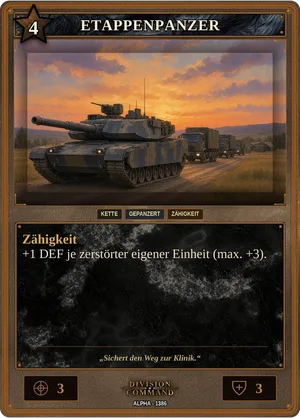 4
ETAPPENPANZER
KETTE
GEPANZERT
ZÄHIGKEIT
Zähigkeit
+1 DEF je zerstörter eigener Einheit (max. +3).
„Sichert den Weg zur Klinik.“
3
DIVISION
COMMAND
ALPHA - 1386
3